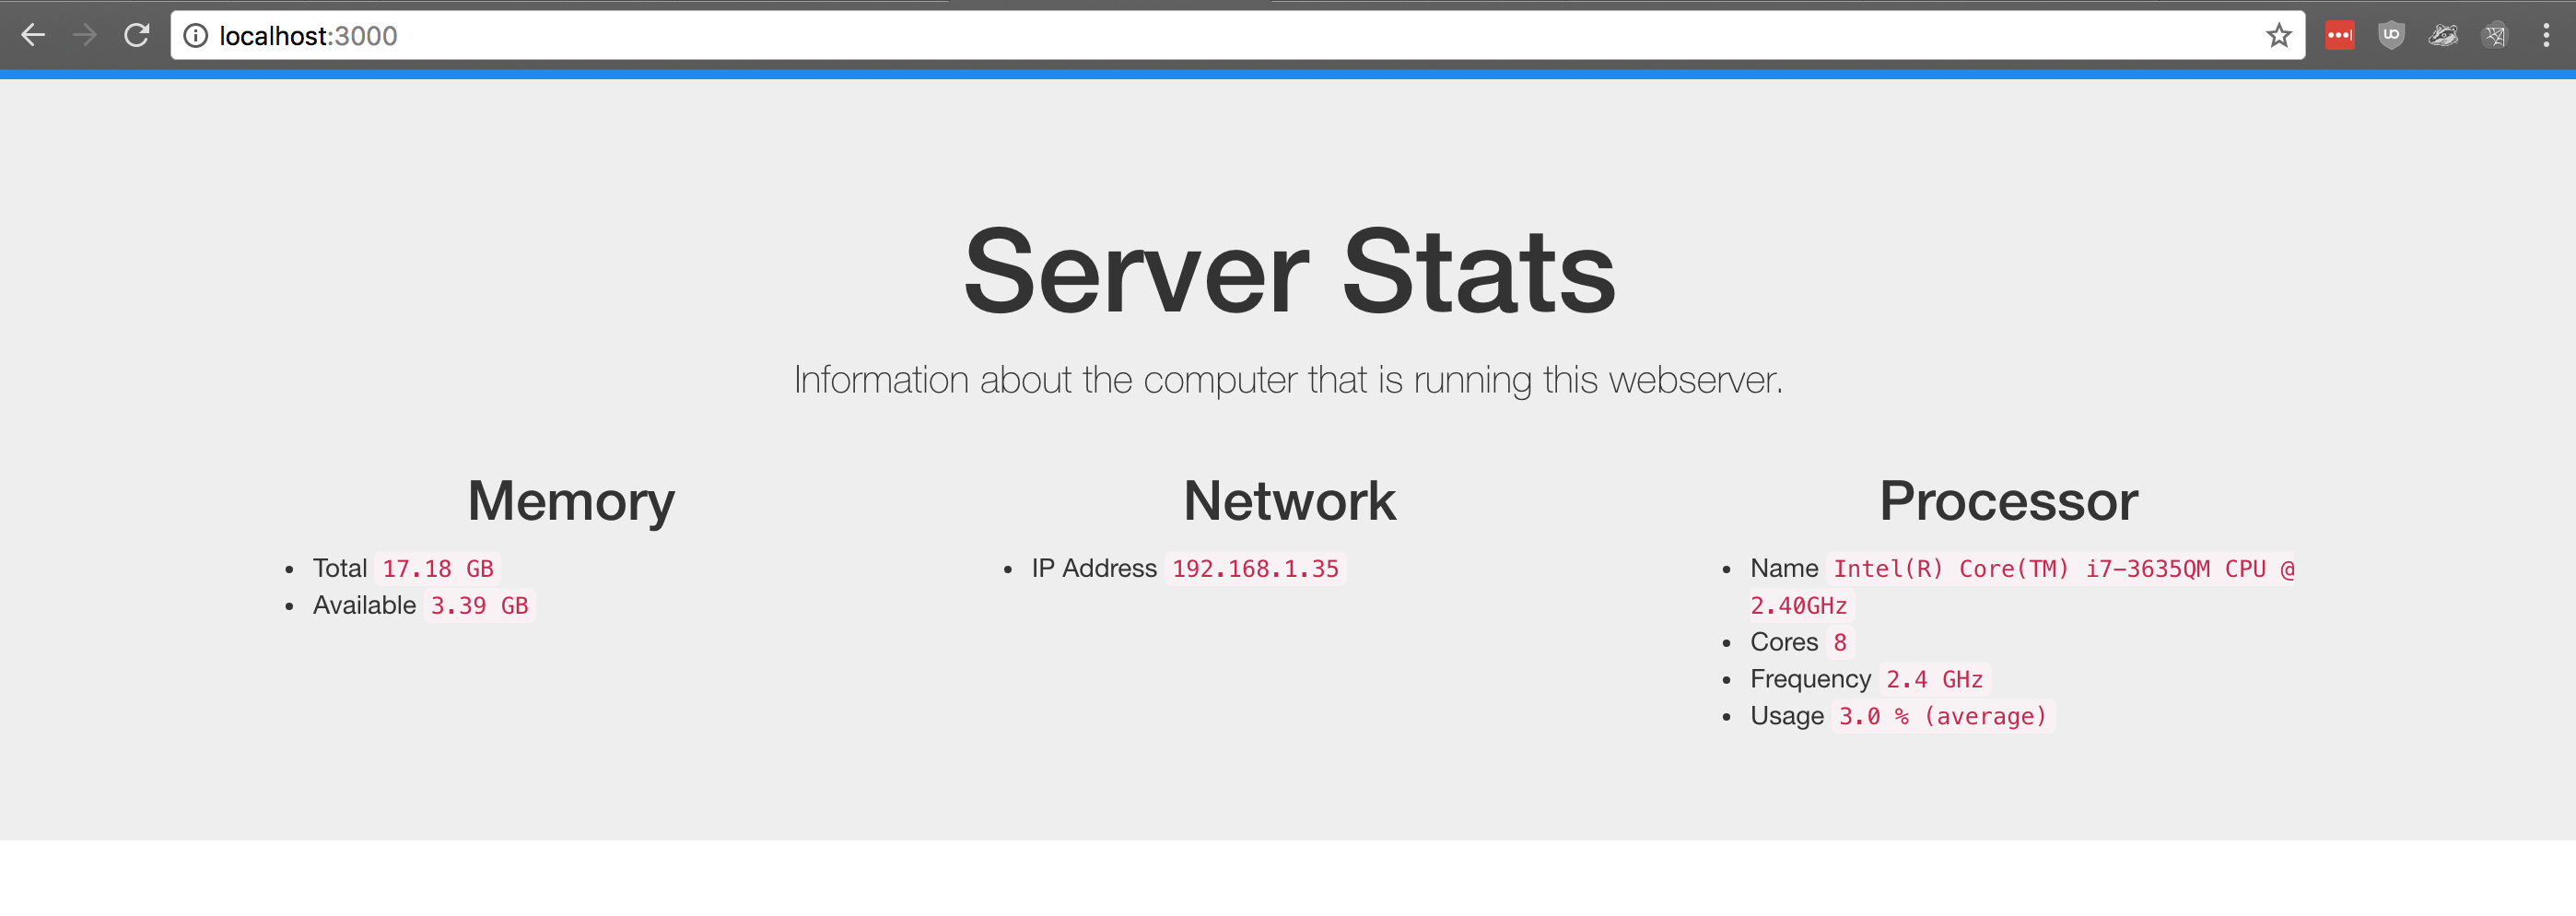 localhost:3000
Server Stats
Information about the computer that is running this webserver.
Memory
Total 17.18 GB
Available 3.39 GB
Network
IP Address 192.168.1.35
Processor
Name Intel(R) Core(TM) i7-3635QM CPU @
2.40GHz
Cores 8
Frequency 2.4 GHz
Usage 3.0 % (average)